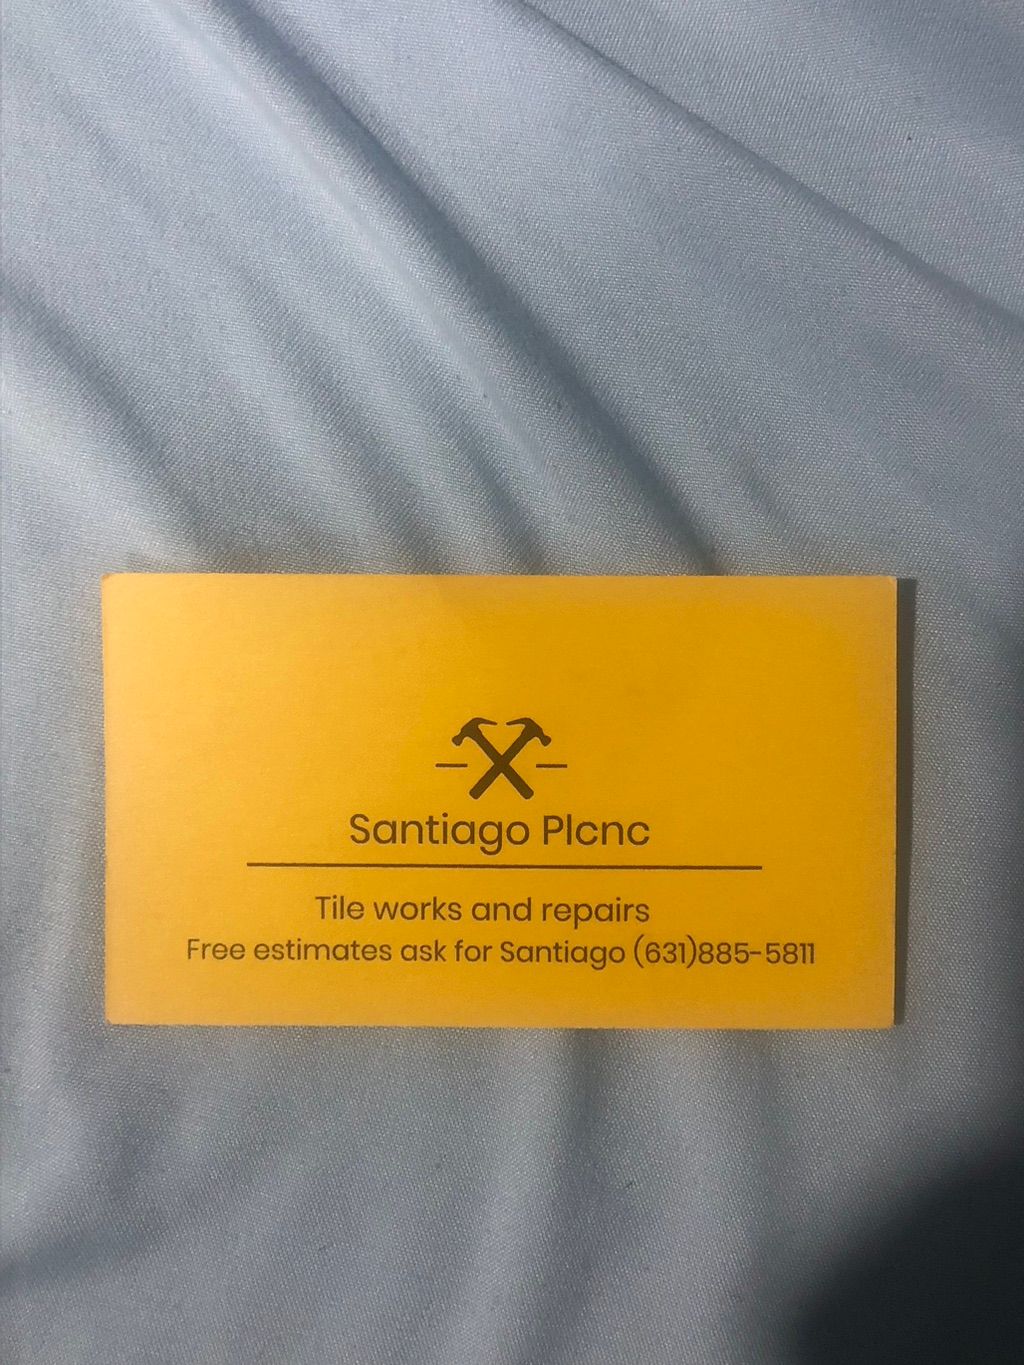 Santiago Plcnc
Tile works and repairs
Free estimates ask for Santiago (631)885-5811